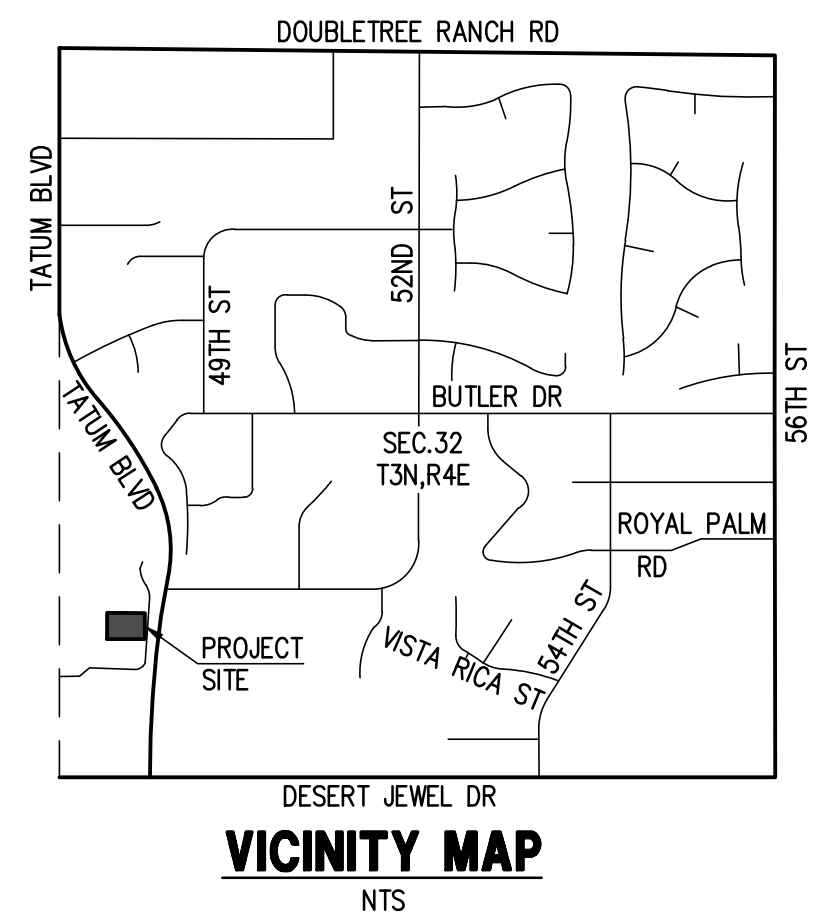 DOUBLETREE RANCH RD
TATUM BLVD
52ND ST
49TH ST
56TH ST
BUTLER DR
TATUM BLVD
SEC.32
T3N,R4E
ROYAL PALM
RD
54TH ST
VISTA RICA ST
PROJECT
SITE
DESERT JEWEL DR
VICINITY MAP
NTS